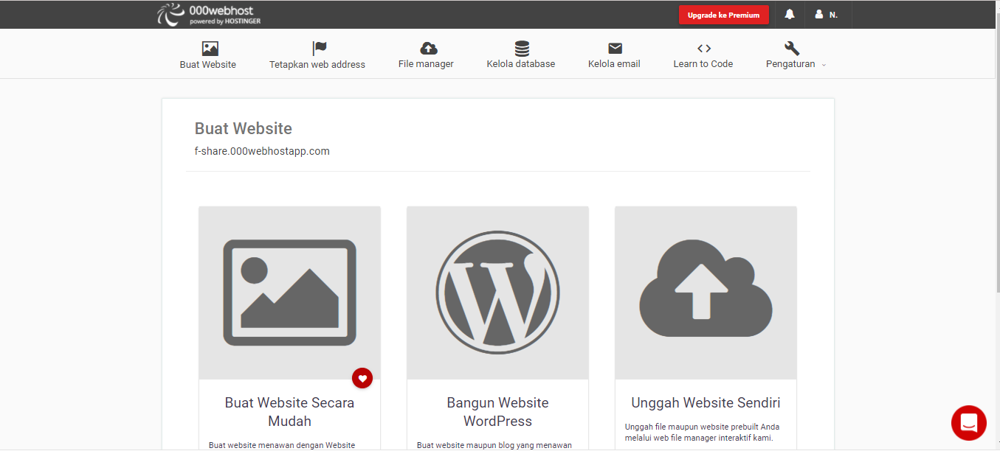 000webhost
powered by HOSTINGER
Upgrade ke Premium
N.
Buat Website
Tetapkan web address
File manager
Kelola database
Kelola email
Learn to Code
Pengaturan
Buat Website
f-share.000webhostapp.com
Buat Website Secara
Mudah
Buat website menawan dengan Website
Bangun Website
WordPress
Buat website maupun blog yang menawan
Unggah Website Sendiri
Unggah file maupun website prebuilt Anda
melalui web file manager interaktif kami.